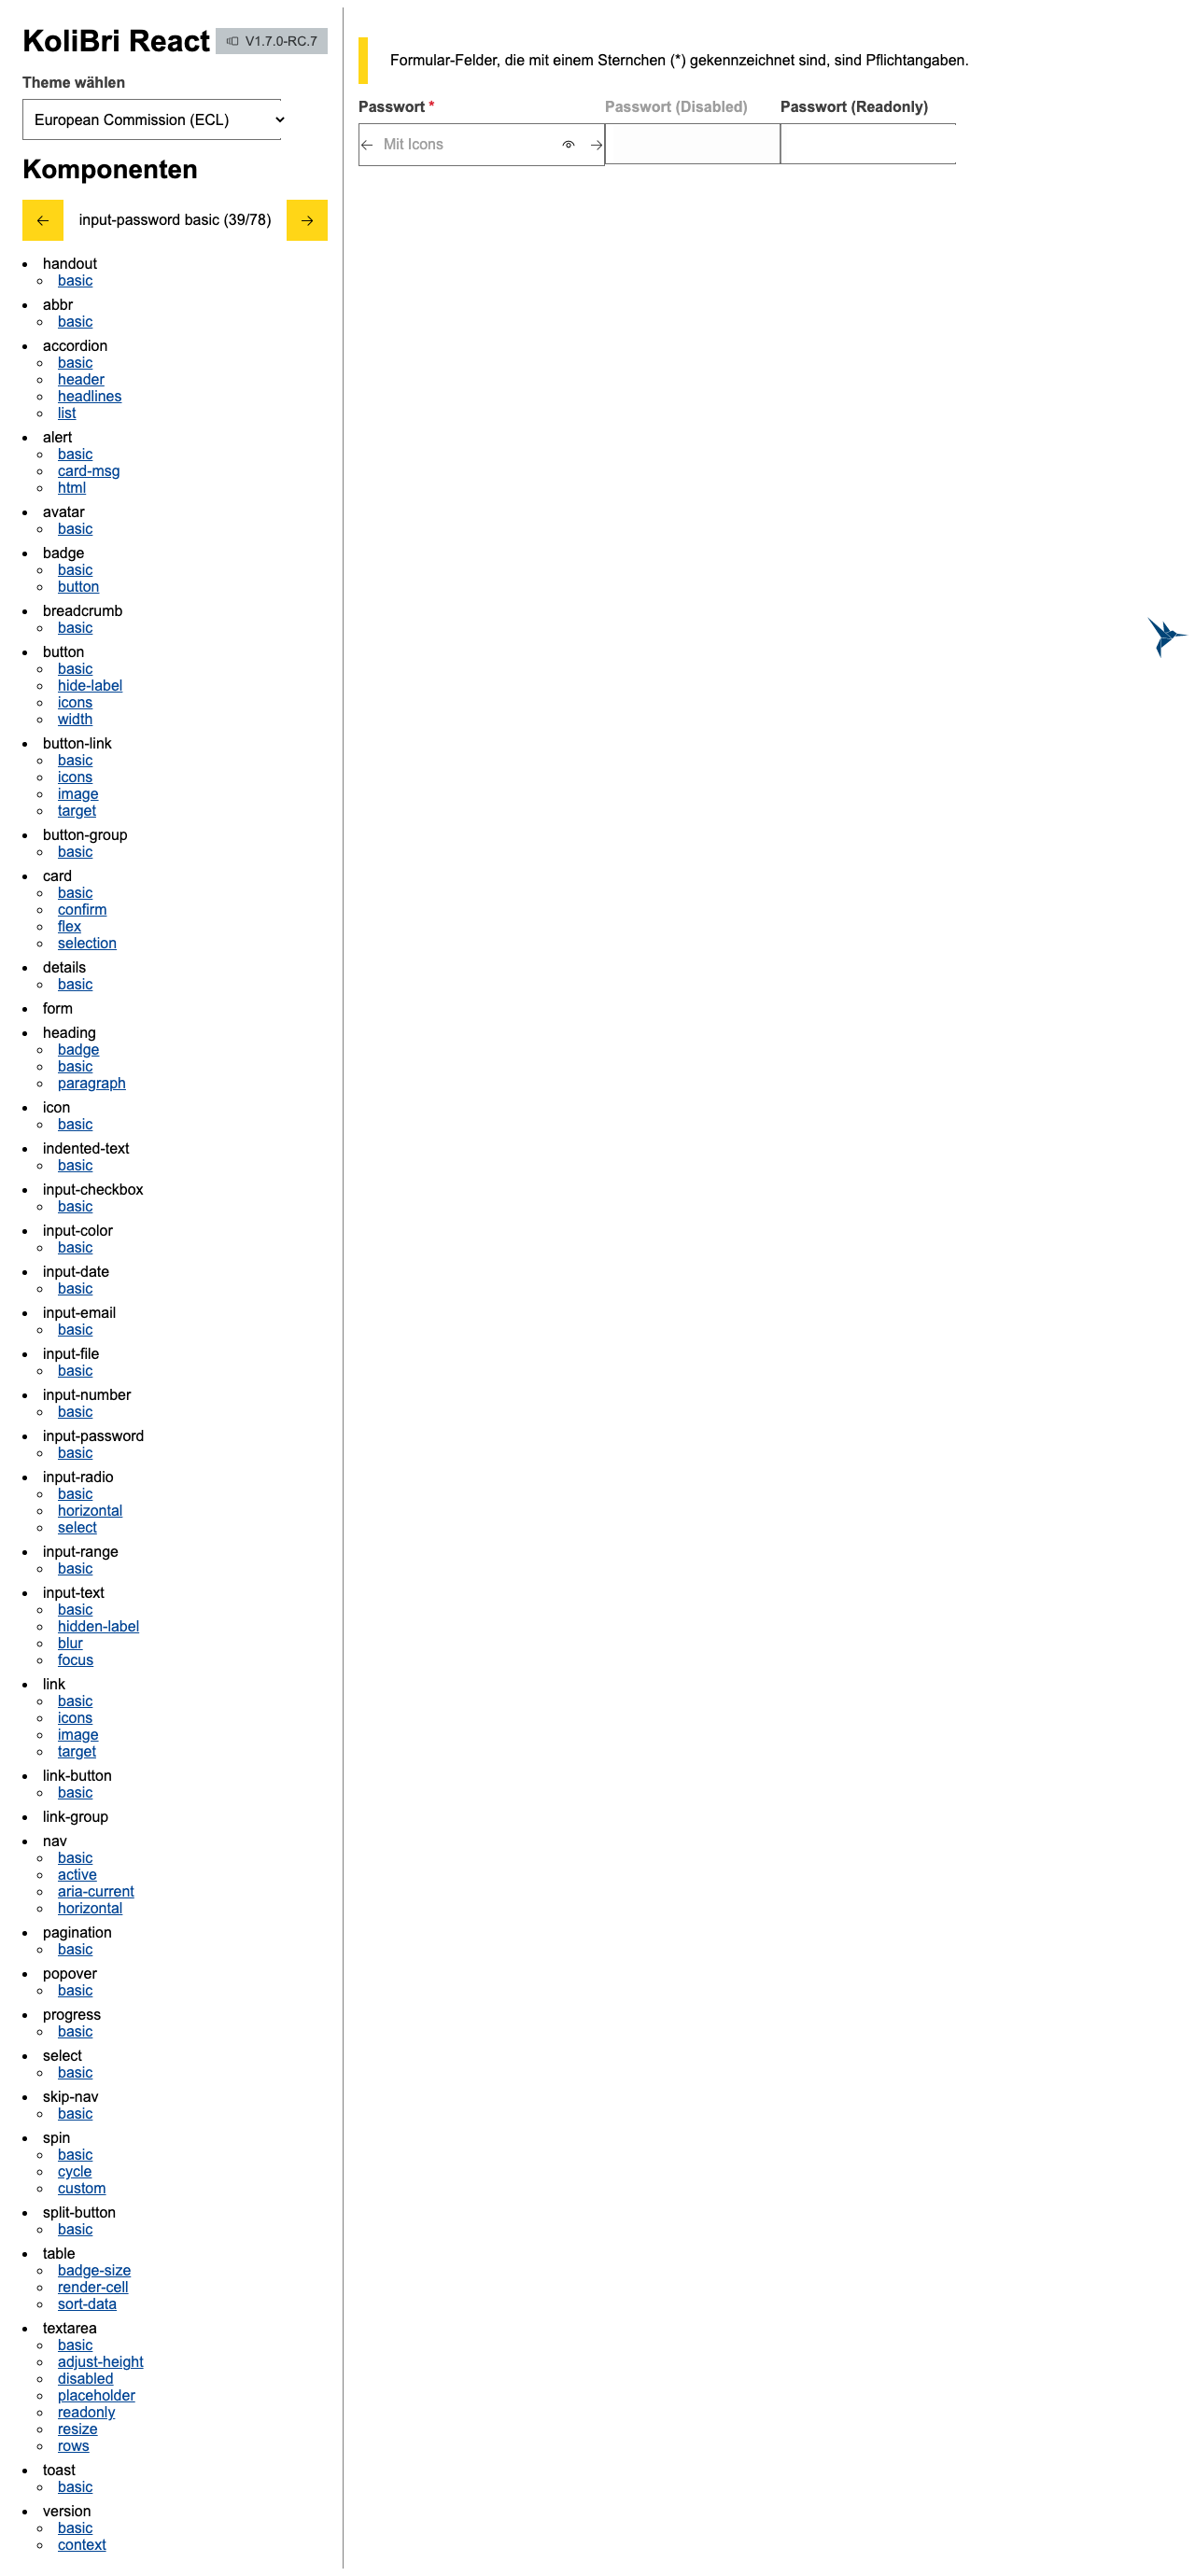 KoliBri React V1.7.0-RC.7
Theme wählen
European Commission (ECL)
Komponenten
input-password basic (39/78)
handout
basic
abbr
basic
accordion
basic
header
headlines
list
alert
basic
card-msg
html
avatar
basic
badge
basic
button
breadcrumb
basic
button
basic
hide-label
icons
width
button-link
basic
icons
image
target
button-group
basic
card
basic
confirm
flex
selection
details
basic
form
heading
badge
basic
paragraph
icon
basic
indented-text
basic
input-checkbox
basic
input-color
basic
input-date
basic
input-email
basic
input-file
basic
input-number
basic
input-password
basic
input-radio
basic
horizontal
select
input-range
basic
input-text
basic
hidden-label
blur
focus
link
basic
icons
image
target
link-button
basic
link-group
nav
basic
active
aria-current
horizontal
pagination
basic
popover
basic
progress
basic
select
basic
skip-nav
basic
spin
basic
cycle
custom
split-button
basic
table
badge-size
render-cell
sort-data
textarea
basic
adjust-height
disabled
placeholder
readonly
resize
rows
toast
basic
version
basic
context
Formular-Felder, die mit einem Sternchen (*) gekennzeichnet sind, sind Pflichtangaben.
Passwort * Passwort (Disabled) Passwort (Readonly)
Mit Icons